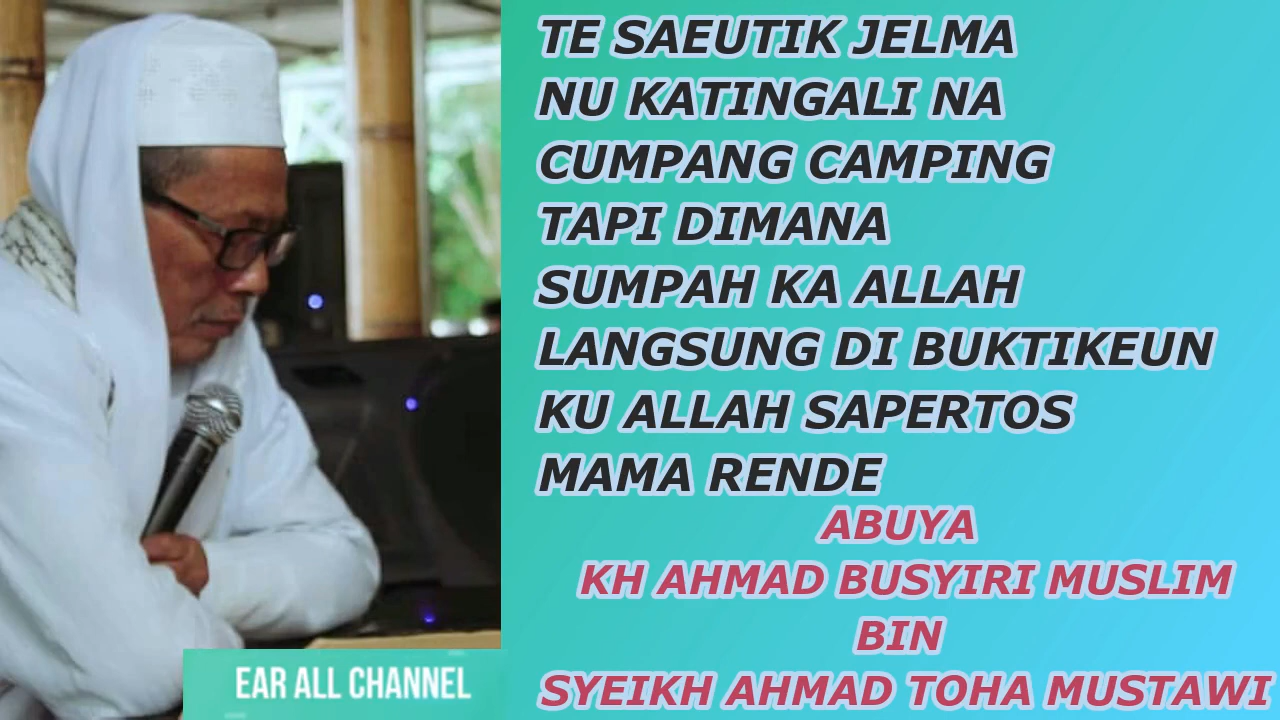 TE SAEUTIK JELMA
NU KATINGALI NA
CUMPANG CAMPING
TAPI DIMANA
SUMPAH KA ALLAH
LANGSUNG DI BUKTIKEUN
KU ALLAH SAPERTOS
MAMA RENDE
ABUYA
KH AHMAD BUSYIRI MUSLIM
BIN
SYEIKH AHMAD TOHA MUSTAWI
EAR ALL CHANNEL